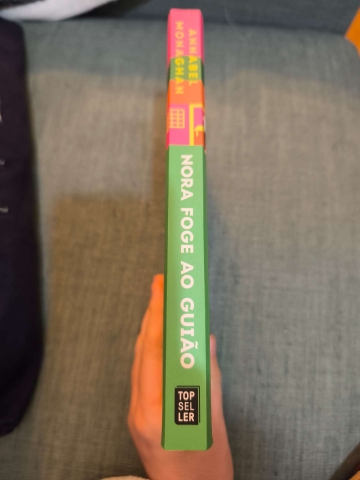 ANNABEL
MONAGHAN
NORA FOGE AO GUIÃO
TOP
SEL
LER